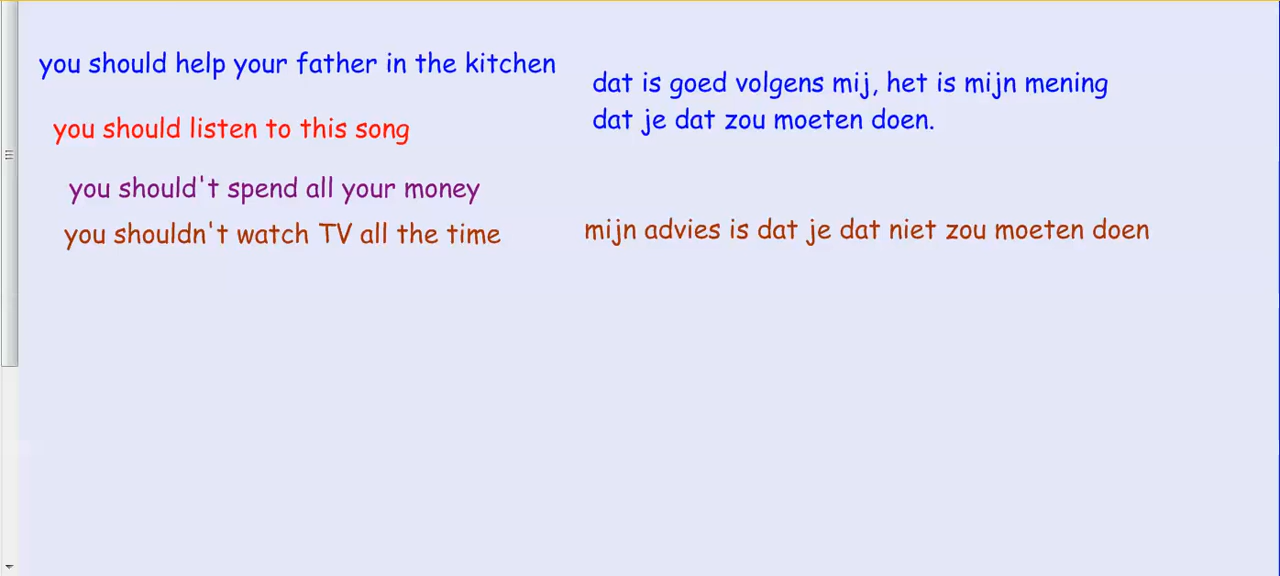 you should help your father in the kitchen
dat is goed volgens mij, het is mijn mening
dat je dat zou moeten doen.
you should listen to this song
you should't spend all your money
you shouldn't watch TV all the time
mijn advies is dat je dat niet zou moeten doen